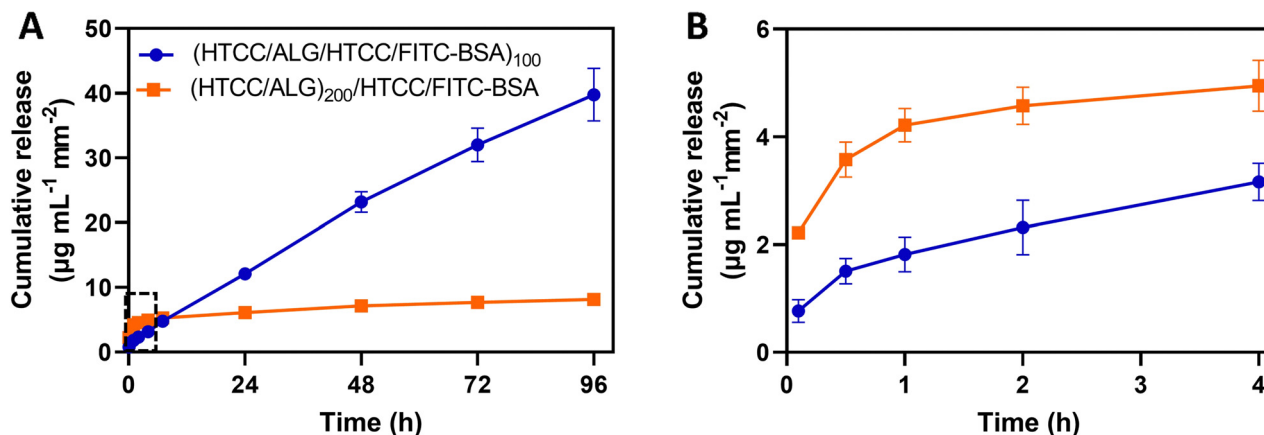 A
(HTCC/ALG/HTCC/FITC-BSA)₁₀₀
(HTCC/ALG)₂₀₀/HTCC/FITC-BSA
Cumulative release
(µg mL⁻¹ mm⁻²)
50
40
30
20
10
0
0 24 48 72 96
Time (h)
B
Cumulative release
(µg mL⁻¹mm⁻²)
6
4
2
0
0 1 2 3 4
Time (h)